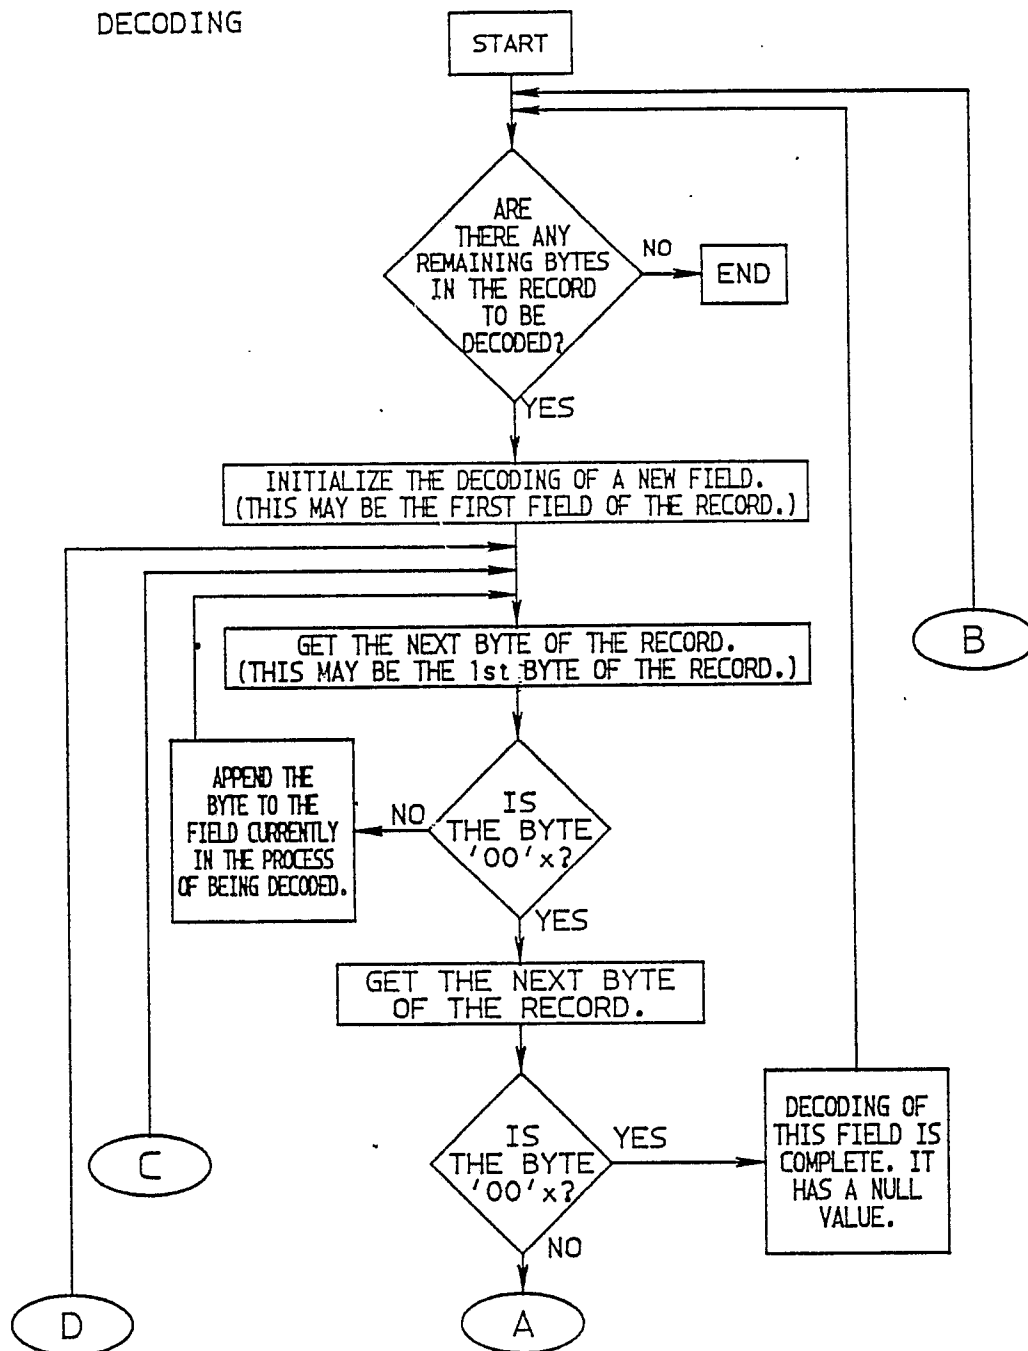 DECODING
START
ARE
THERE ANY
REMAINING BYTES
IN THE RECORD
TO BE
DECODED?
NO
END
YES
INITIALIZE THE DECODING OF A NEW FIELD.
(THIS MAY BE THE FIRST FIELD OF THE RECORD.)
GET THE NEXT BYTE OF THE RECORD.
(THIS MAY BE THE 1st BYTE OF THE RECORD.)
B
APPEND THE
BYTE TO THE
FIELD CURRENTLY
IN THE PROCESS
OF BEING DECODED.
NO
IS
THE BYTE
'00'x?
YES
GET THE NEXT BYTE
OF THE RECORD.
C
IS
THE BYTE
'00'x?
YES
DECODING OF
THIS FIELD IS
COMPLETE. IT
HAS A NULL
VALUE.
NO
D
A